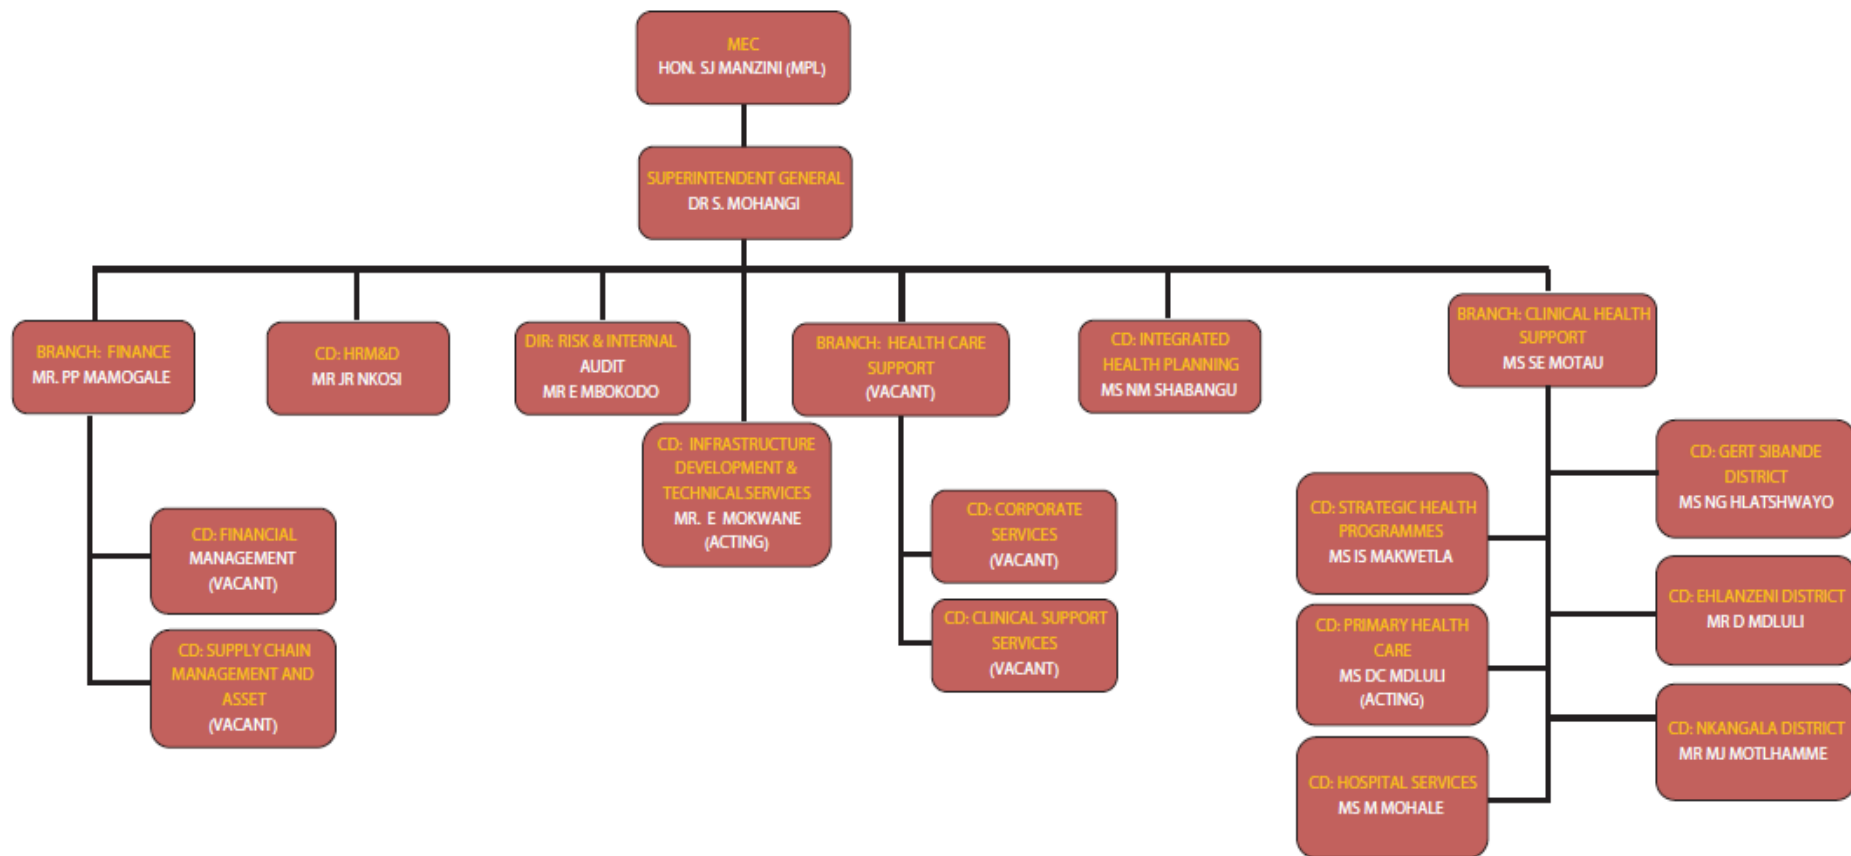 MEC
HON. SJ MANZINI (MPL)
SUPERINTENDENT GENERAL
DR S. MOHANGI
BRANCH: FINANCE
MR. PP MAMOGALE
CD: HRM&D
MR JR NKOSI
DIR: RISK & INTERNAL
AUDIT
MR E MBOKODO
CD: INFRASTRUCTURE
DEVELOPMENT &
TECHNICAL SERVICES
MR. E MOKWANE
(ACTING)
BRANCH: HEALTH CARE
SUPPORT
(VACANT)
CD: INTEGRATED
HEALTH PLANNING
MS NM SHABANGU
BRANCH: CLINICAL HEALTH
SUPPORT
MS SE MOTAU
CD: FINANCIAL
MANAGEMENT
(VACANT)
CD: SUPPLY CHAIN
MANAGEMENT AND
ASSET
(VACANT)
CD: CORPORATE
SERVICES
(VACANT)
CD: CLINICAL SUPPORT
SERVICES
(VACANT)
CD: STRATEGIC HEALTH
PROGRAMMES
MS IS MAKWETLA
CD: PRIMARY HEALTH
CARE
MS DC MDLULI
(ACTING)
CD: HOSPITAL SERVICES
MS M MOHALE
CD: GERT SIBANDE
DISTRICT
MS NG HLATSHWAYO
CD: EHLANZENI DISTRICT
MR D MDLULI
CD: NKANGALA DISTRICT
MR MJ MOTLHAMME